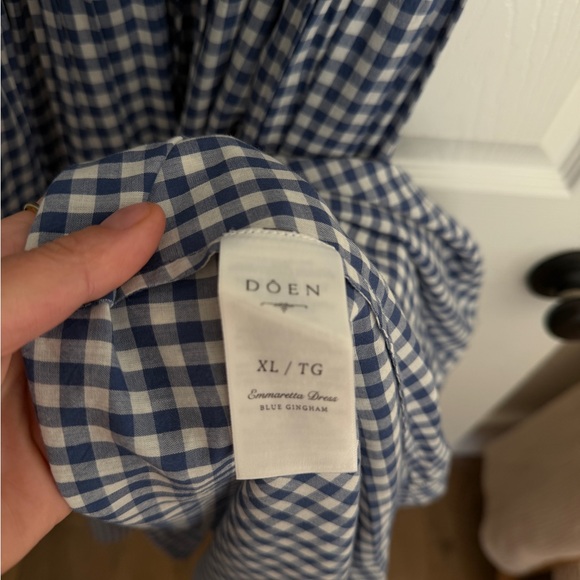 DÔEN
XL / TG
Emmaretta Dress
BLUE GINGHAM